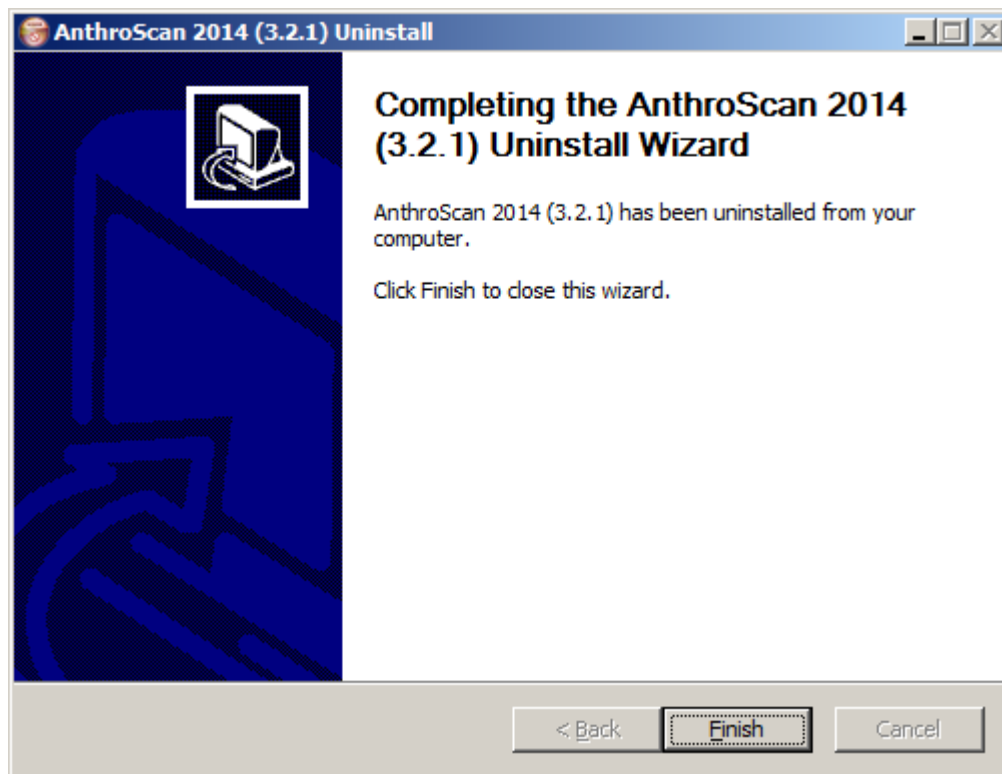 AnthroScan 2014 (3.2.1) Uninstall
Completing the AnthroScan 2014
(3.2.1) Uninstall Wizard
AnthroScan 2014 (3.2.1) has been uninstalled from your
computer.
Click Finish to close this wizard.
< Back
Finish
Cancel